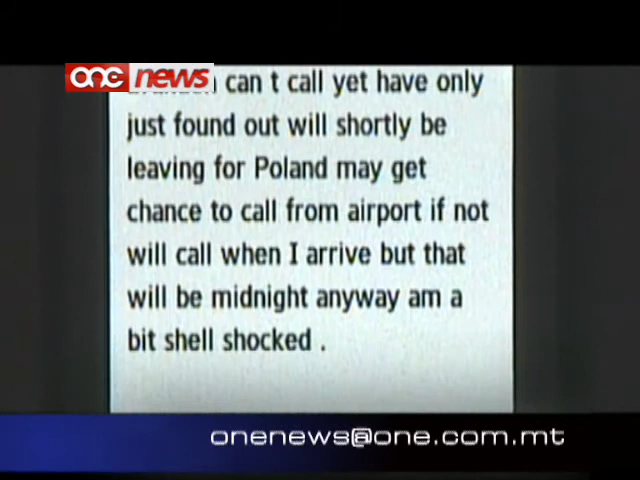 one news
can t call yet have only
just found out will shortly be
leaving for Poland may get
chance to call from airport if not
will call when I arrive but that
will be midnight anyway am a
bit shell shocked .
onenews@one.com.mt